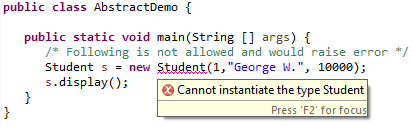 public class AbstractDemo {
public static void main(String [] args) {
/* Following is not allowed and would raise error */
Student s = new Student(1,"George W.", 10000);
s.display();
Cannot instantiate the type Student
}
Press 'F2' for focus
}